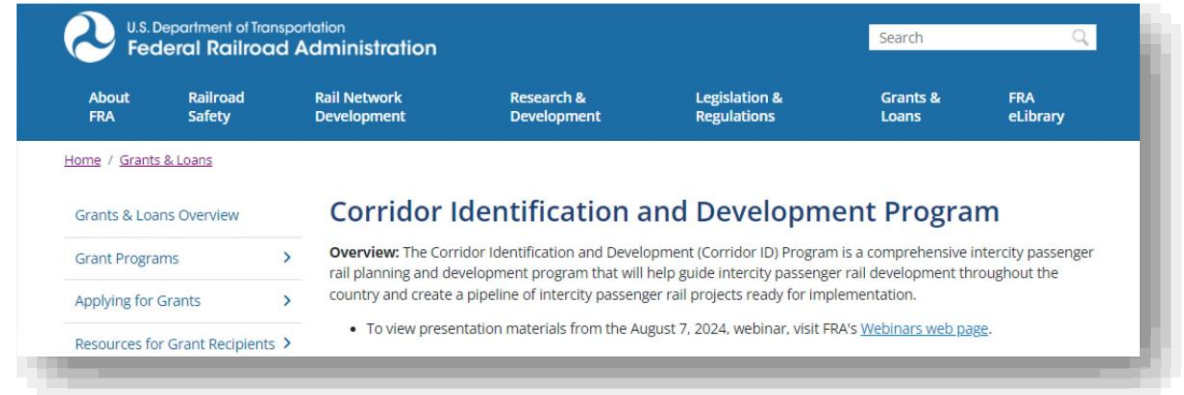 U.S. Department of Transportation
Federal Railroad Administration
Search
About FRA
Railroad Safety
Rail Network Development
Research & Development
Legislation & Regulations
Grants & Loans
FRA eLibrary
Home / Grants & Loans
Grants & Loans Overview
Grant Programs
Applying for Grants
Resources for Grant Recipients
Corridor Identification and Development Program
Overview: The Corridor Identification and Development (Corridor ID) Program is a comprehensive intercity passenger
rail planning and development program that will help guide intercity passenger rail development throughout the
country and create a pipeline of intercity passenger rail projects ready for implementation.
• To view presentation materials from the August 7, 2024, webinar, visit FRA's Webinars web page.